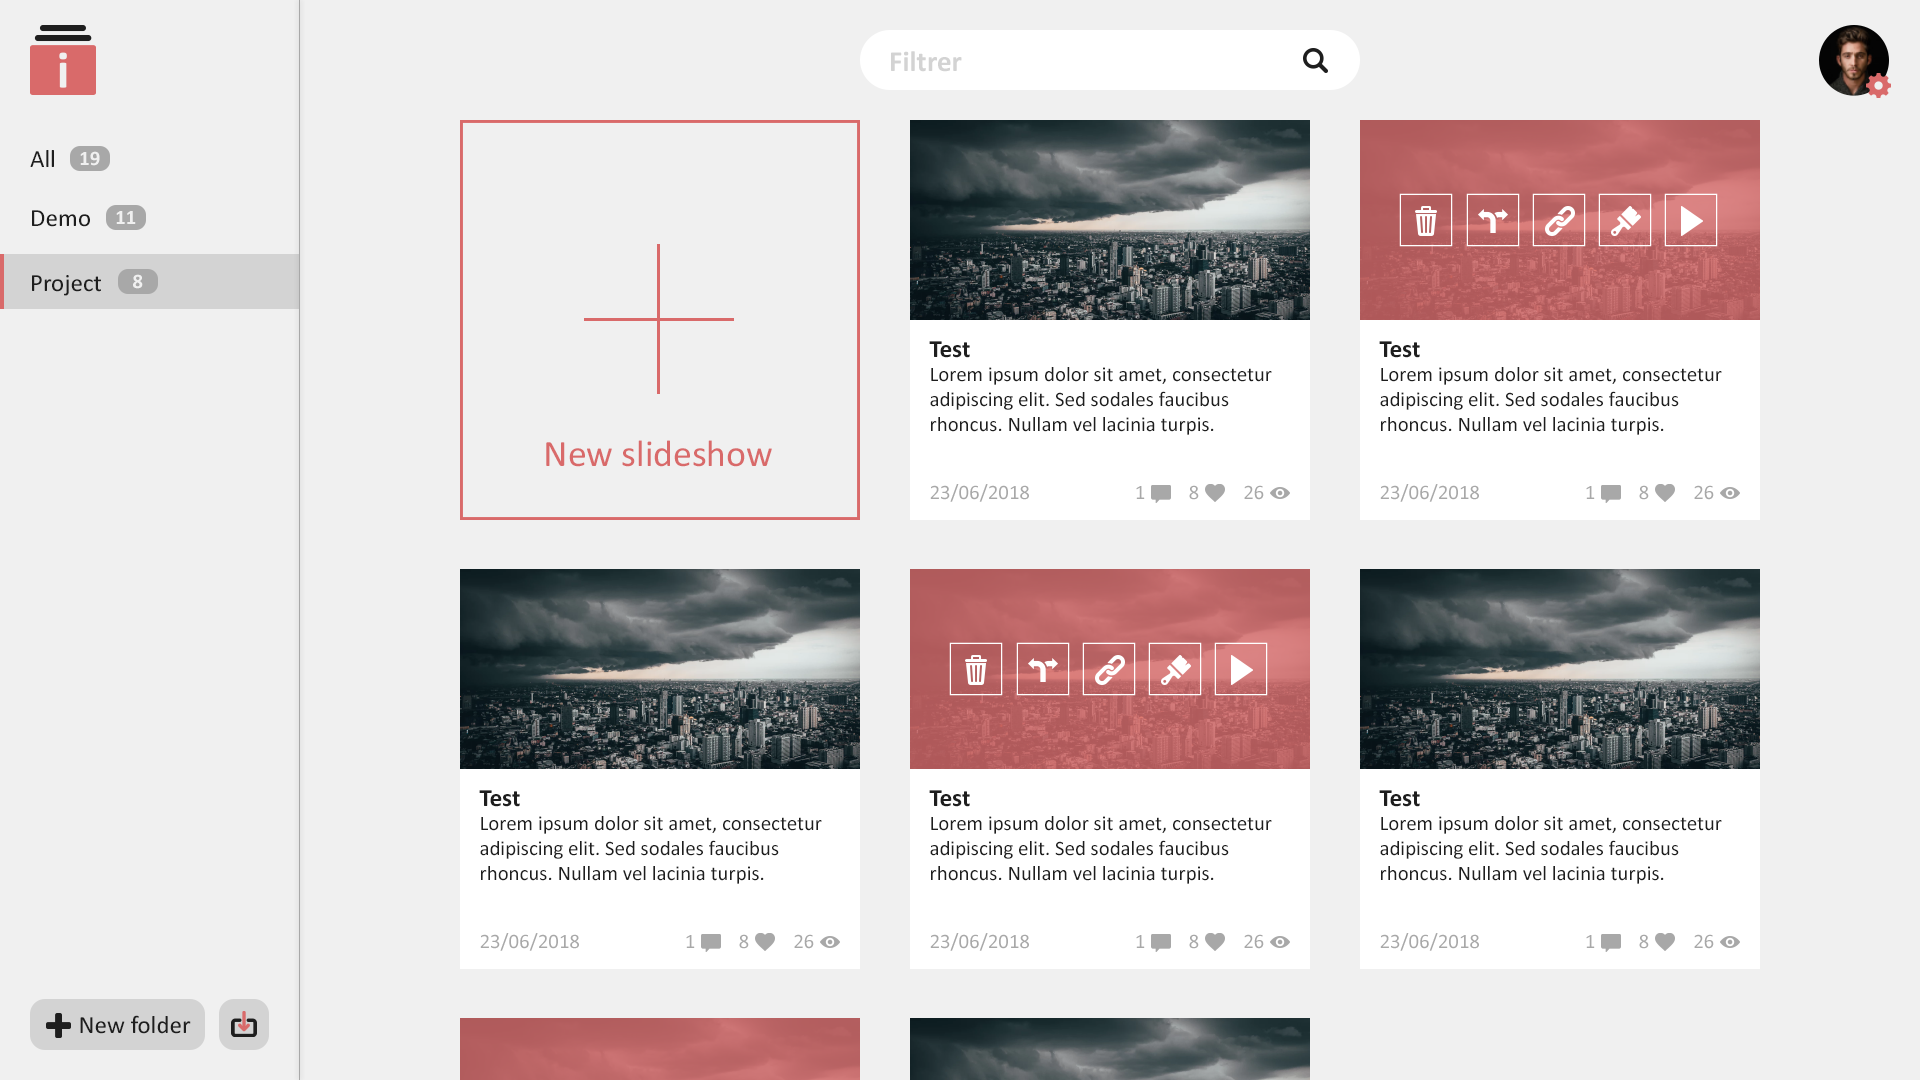 i
All 19
Demo 11
Project 8
New folder
Filtrer
New slideshow
Test
Lorem ipsum dolor sit amet, consectetur
adipiscing elit. Sed sodales faucibus
rhoncus. Nullam vel lacinia turpis.
23/06/2018 1 8 26
Test
Lorem ipsum dolor sit amet, consectetur
adipiscing elit. Sed sodales faucibus
rhoncus. Nullam vel lacinia turpis.
23/06/2018 1 8 26
Test
Lorem ipsum dolor sit amet, consectetur
adipiscing elit. Sed sodales faucibus
rhoncus. Nullam vel lacinia turpis.
23/06/2018 1 8 26
Test
Lorem ipsum dolor sit amet, consectetur
adipiscing elit. Sed sodales faucibus
rhoncus. Nullam vel lacinia turpis.
23/06/2018 1 8 26
Test
Lorem ipsum dolor sit amet, consectetur
adipiscing elit. Sed sodales faucibus
rhoncus. Nullam vel lacinia turpis.
23/06/2018 1 8 26